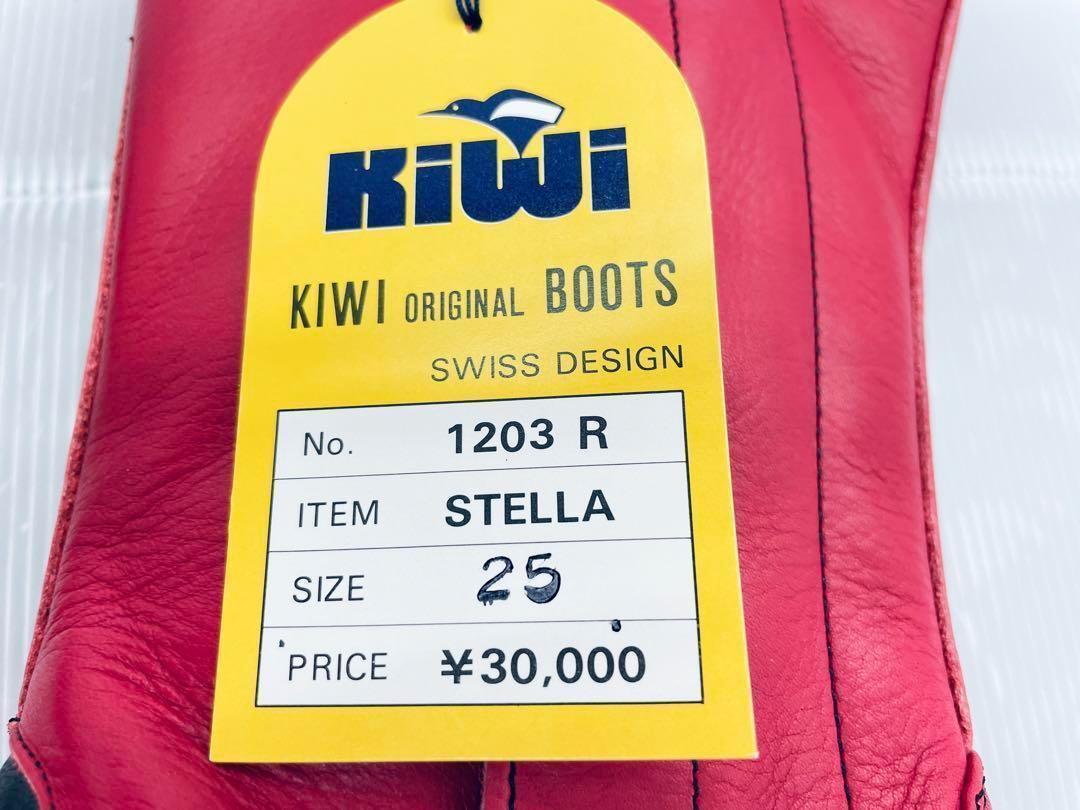 KiWi
KIWI ORIGINAL BOOTS
SWISS DESIGN
No. 1203 R
ITEM STELLA
SIZE 25
PRICE ¥30,000